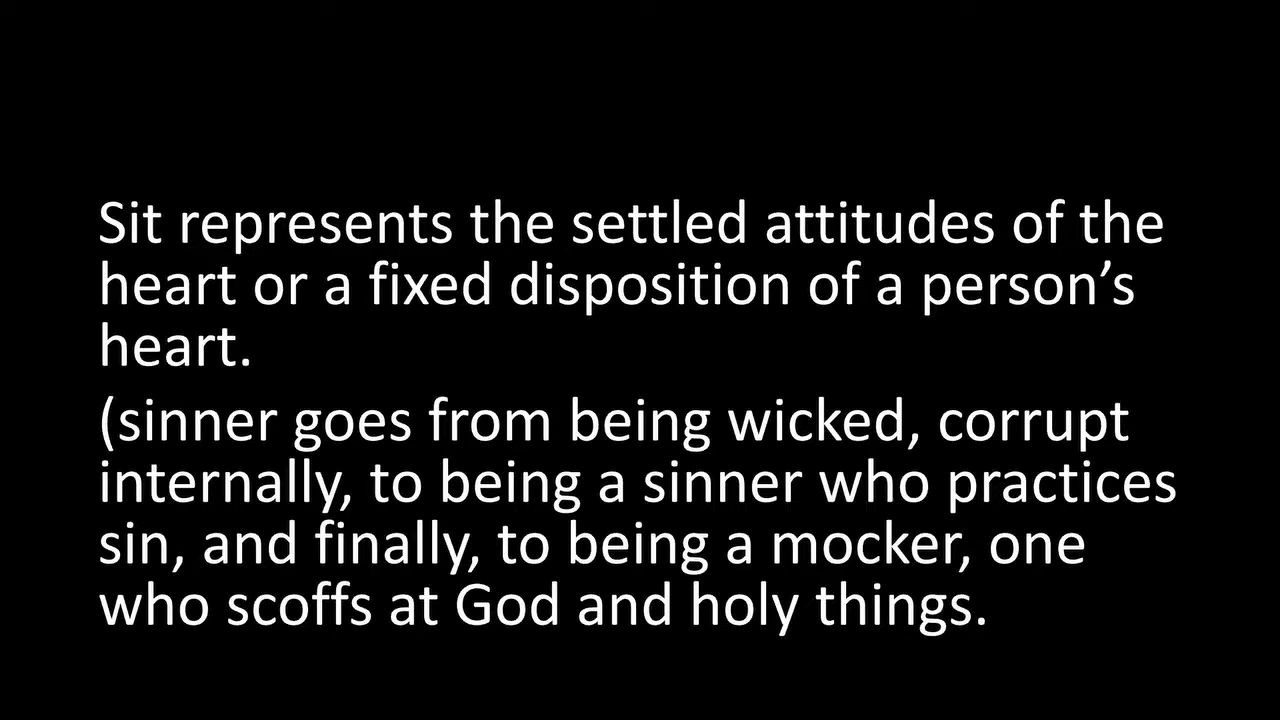 Sit represents the settled attitudes of the
heart or a fixed disposition of a person’s
heart.
(sinner goes from being wicked, corrupt
internally, to being a sinner who practices
sin, and finally, to being a mocker, one
who scoffs at God and holy things.